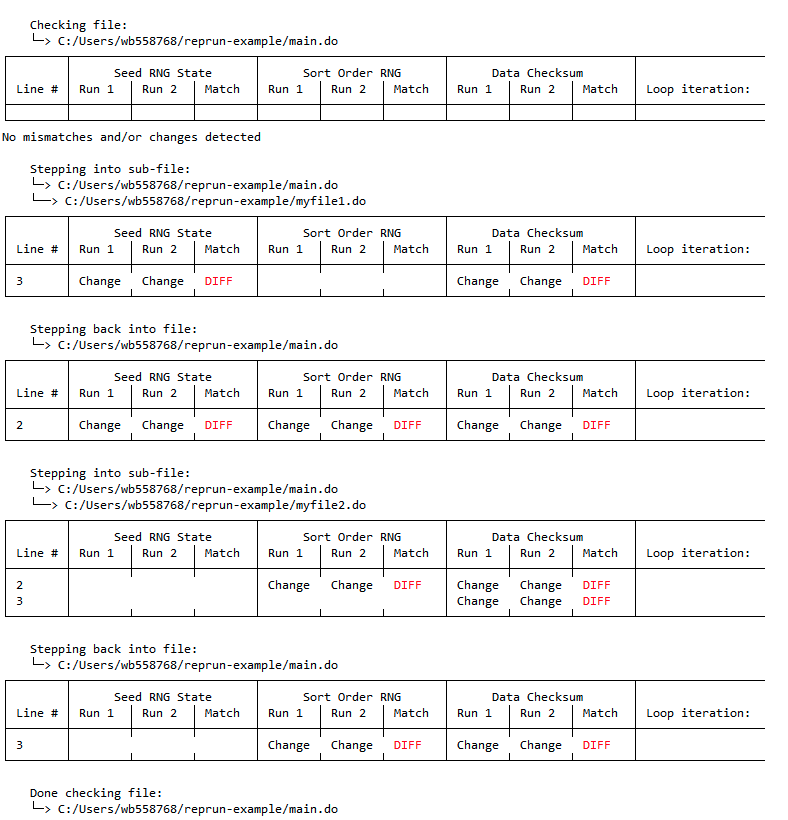 Checking file:
└─> C:/Users/wb558768/reprun-example/main.do
Seed RNG State Sort Order RNG Data Checksum
Line # Run 1 Run 2 Match Run 1 Run 2 Match Run 1 Run 2 Match Loop iteration:
No mismatches and/or changes detected
Stepping into sub-file:
└─> C:/Users/wb558768/reprun-example/main.do
└──> C:/Users/wb558768/reprun-example/myfile1.do
Seed RNG State Sort Order RNG Data Checksum
Line # Run 1 Run 2 Match Run 1 Run 2 Match Run 1 Run 2 Match Loop iteration:
3 Change Change DIFF Change Change DIFF
Stepping back into file:
└─> C:/Users/wb558768/reprun-example/main.do
Seed RNG State Sort Order RNG Data Checksum
Line # Run 1 Run 2 Match Run 1 Run 2 Match Run 1 Run 2 Match Loop iteration:
2 Change Change DIFF Change Change DIFF Change Change DIFF
Stepping into sub-file:
└─> C:/Users/wb558768/reprun-example/main.do
└──> C:/Users/wb558768/reprun-example/myfile2.do
Seed RNG State Sort Order RNG Data Checksum
Line # Run 1 Run 2 Match Run 1 Run 2 Match Run 1 Run 2 Match Loop iteration:
2 Change Change DIFF Change Change DIFF
3 Change Change DIFF
Stepping back into file:
└─> C:/Users/wb558768/reprun-example/main.do
Seed RNG State Sort Order RNG Data Checksum
Line # Run 1 Run 2 Match Run 1 Run 2 Match Run 1 Run 2 Match Loop iteration:
3 Change Change DIFF Change Change DIFF
Done checking file:
└─> C:/Users/wb558768/reprun-example/main.do